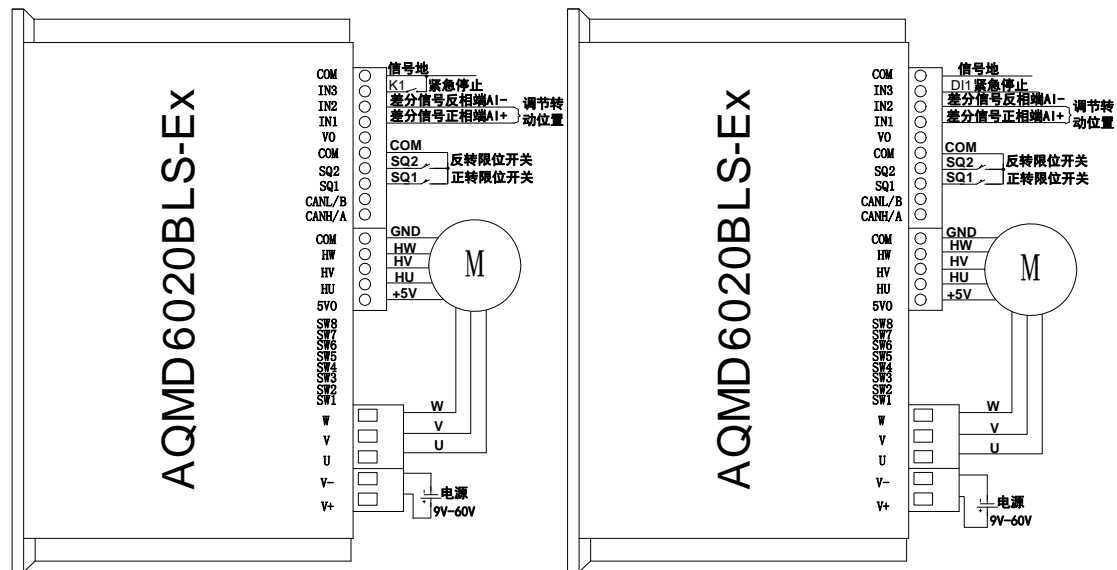 AQMD6020BLS-Ex
COM 信号地
IN3 K1 紧急停止
IN2 差分信号反相端AI-
IN1 差分信号正相端AI+
调节转
动位置
VO
COM COM
SQ2 SQ2 反转限位开关
SQ1 SQ1 正转限位开关
CANL/B
CANH/A
COM GND
HW HW
HV HV
HU HU
5VO +5V
M
SW8
SW7
SW6
SW5
SW4
SW3
SW2
SW1
W W
V V
U U
V-
V+
电源
9V-60V
AQMD6020BLS-Ex
COM 信号地
IN3 DI1 紧急停止
IN2 差分信号反相端AI-
IN1 差分信号正相端AI+
调节转
动位置
VO
COM COM
SQ2 SQ2 反转限位开关
SQ1 SQ1 正转限位开关
CANL/B
CANH/A
COM GND
HW HW
HV HV
HU HU
5VO +5V
M
SW8
SW7
SW6
SW5
SW4
SW3
SW2
SW1
W W
V V
U U
V-
V+
电源
9V-60V